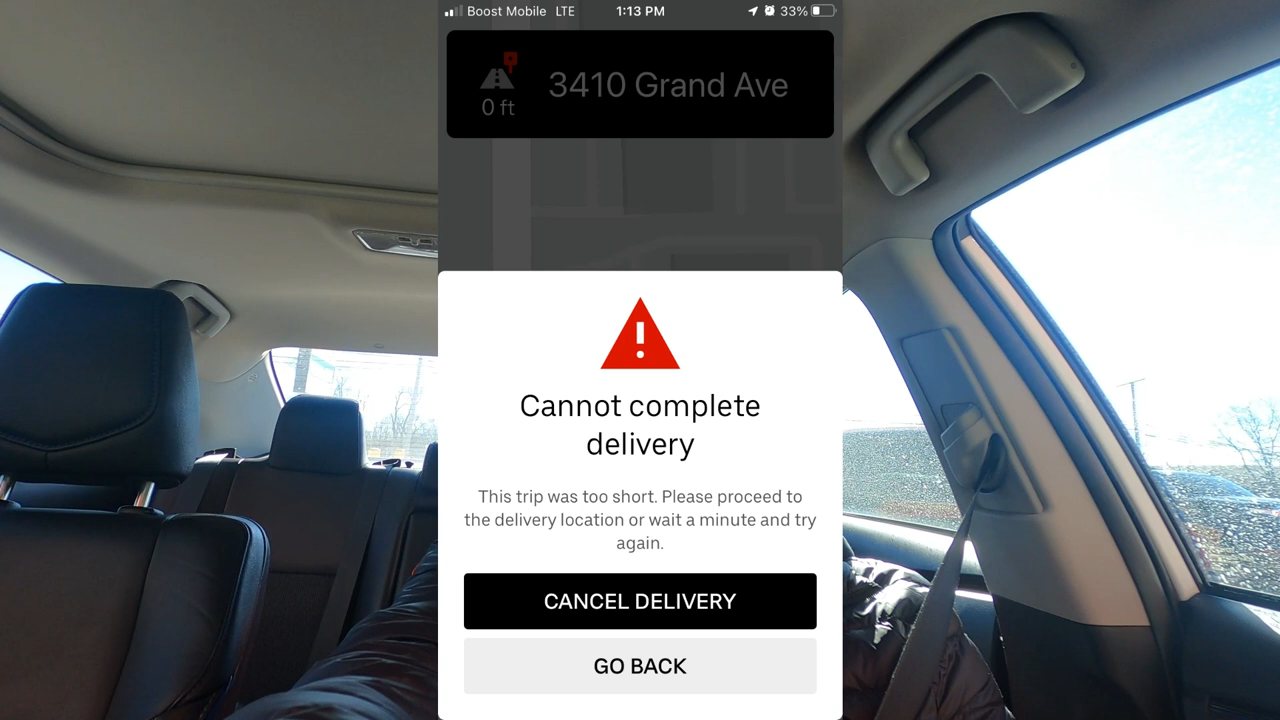 Boost Mobile LTE 1:13 PM 33%
3410 Grand Ave
0 ft
Cannot complete
delivery
This trip was too short. Please proceed to
the delivery location or wait a minute and try
again.
CANCEL DELIVERY
GO BACK